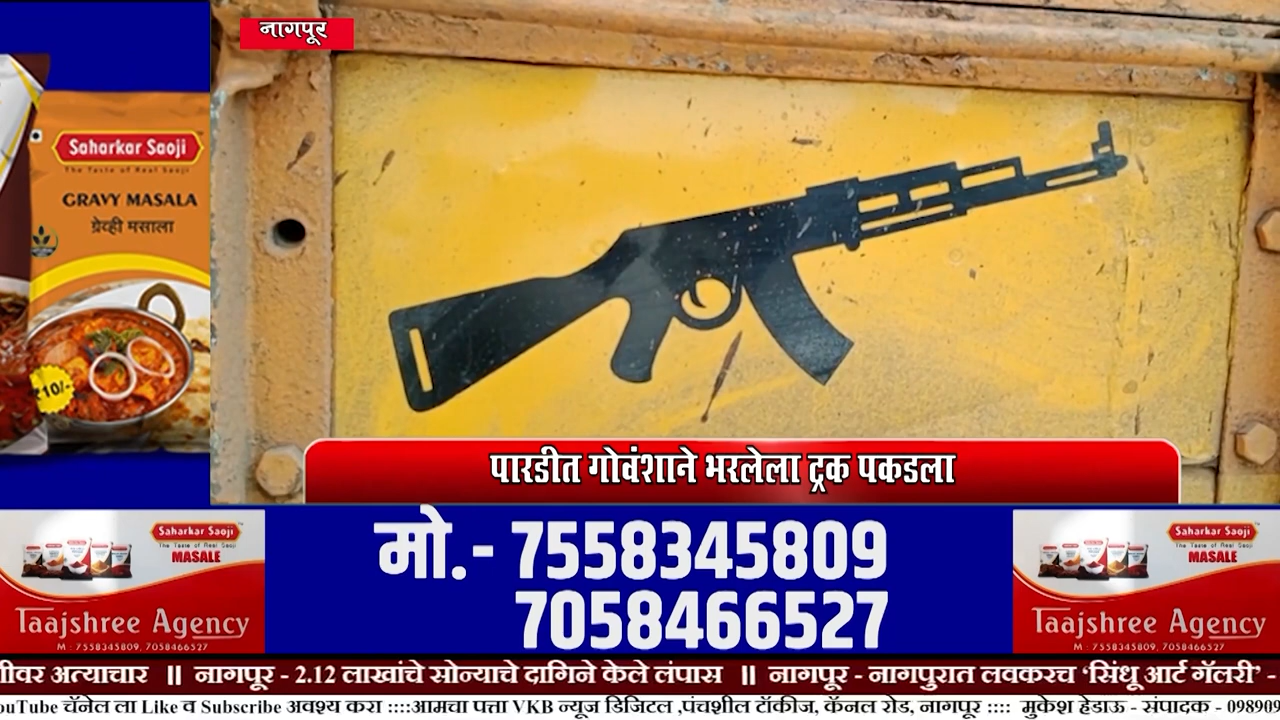 नागपूर
Saharkar Saoji
The Taste of Real Saoji
GRAVY MASALA
ग्रेव्ही मसाला
₹10/-
पारडीत गोवंशाने भरलेला ट्रक पकडला
Saharkar Saoji
The Taste of Real Saoji
MASALE
Taajshree Agency
M : 7558345809, 7058466527
मो.- 7558345809
7058466527
Saharkar Saoji
The Taste of Real Saoji
MASALE
Taajshree Agency
M : 7558345809, 7058466527
ीवर अत्याचार || नागपूर - 2.12 लाखांचे सोन्याचे दागिने केले लंपास || नागपूर - नागपुरात लवकरच ‘सिंधू आर्ट गॅलरी’ -
ouTube चॅनेल ला Like व Subscribe अवश्य करा ::::आमचा पत्ता VKB न्यूज डिजिटल ,पंचशील टॉकीज, कॅनल रोड, नागपूर :::: मुकेश हेडाऊ - संपादक - 098909